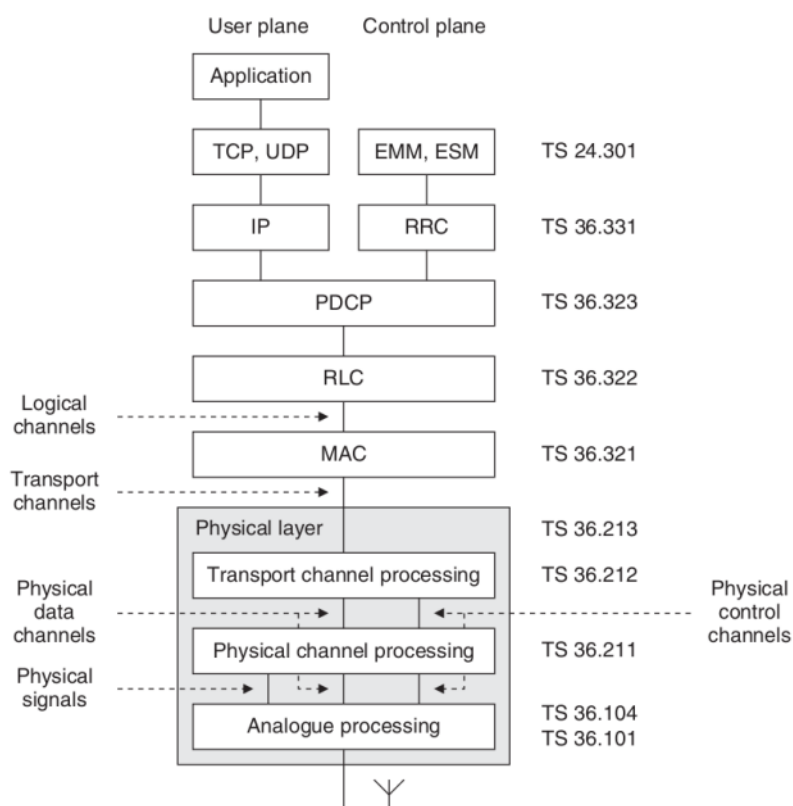 User plane
Control plane
Application
TCP, UDP
EMM, ESM
TS 24.301
IP
RRC
TS 36.331
PDCP
TS 36.323
RLC
TS 36.322
Logical
channels
MAC
TS 36.321
Transport
channels
Physical layer
TS 36.213
Transport channel processing
TS 36.212
Physical
data
channels
Physical
control
channels
Physical channel processing
TS 36.211
Physical
signals
Analogue processing
TS 36.104
TS 36.101